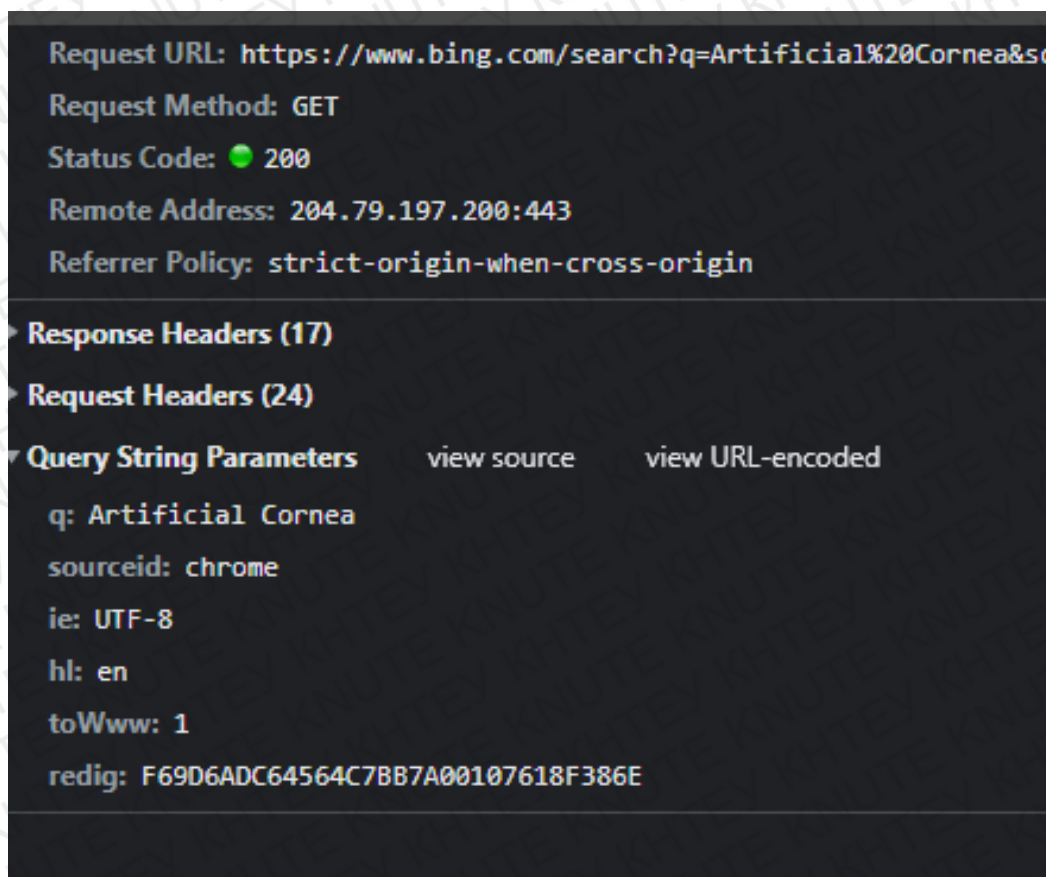 Request URL: https://www.bing.com/search?q=Artificial%20Cornea&sc
Request Method: GET
Status Code: 200
Remote Address: 204.79.197.200:443
Referrer Policy: strict-origin-when-cross-origin
Response Headers (17)
Request Headers (24)
Query String Parameters view source view URL-encoded
q: Artificial Cornea
sourceid: chrome
ie: UTF-8
hl: en
toWww: 1
redig: F69D6ADC64564C7BB7A00107618F386E